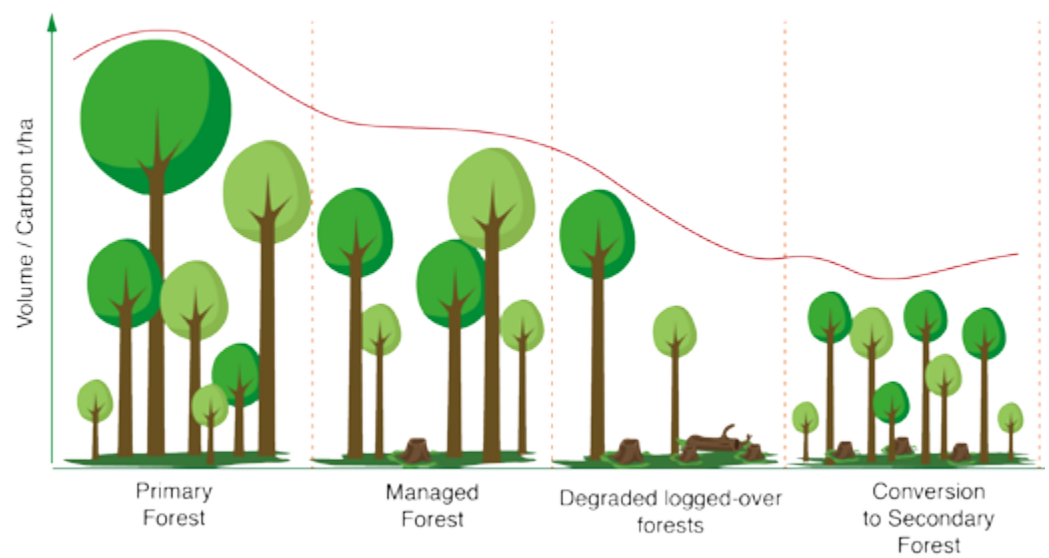 Volume / Carbon t/ha
Primary
Forest
Managed
Forest
Degraded logged-over
forests
Conversion
to Secondary
Forest